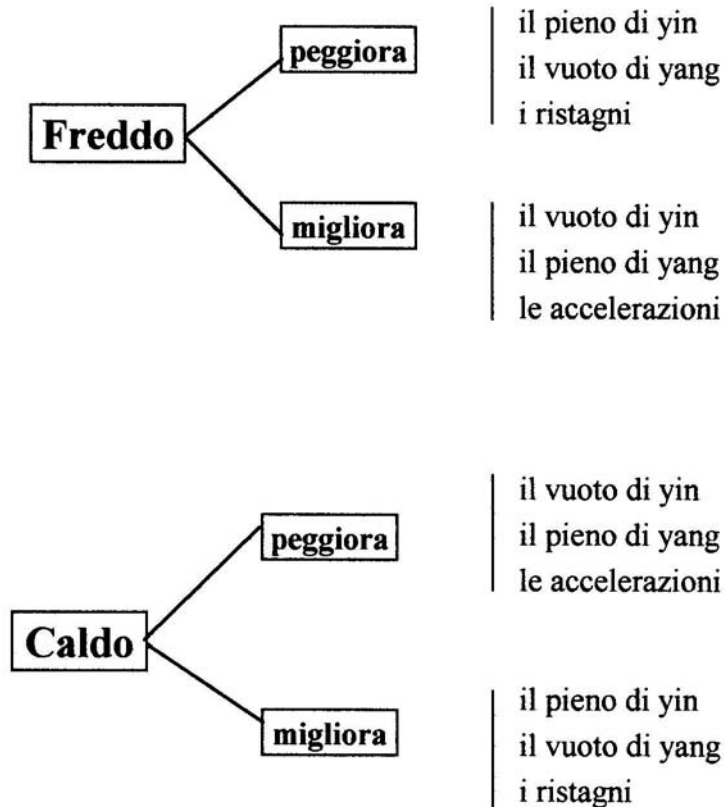 il pieno di yin
peggiora
il vuoto di yang
i ristagni
Freddo
migliora
il vuoto di yin
il pieno di yang
le accelerazioni
il vuoto di yin
peggiora
il pieno di yang
le accelerazioni
Caldo
migliora
il pieno di yin
il vuoto di yang
i ristagni